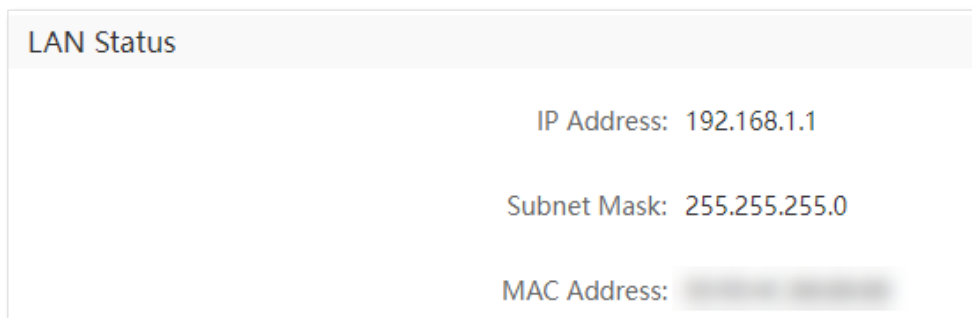 LAN Status
IP Address: 192.168.1.1
Subnet Mask: 255.255.255.0
MAC Address: